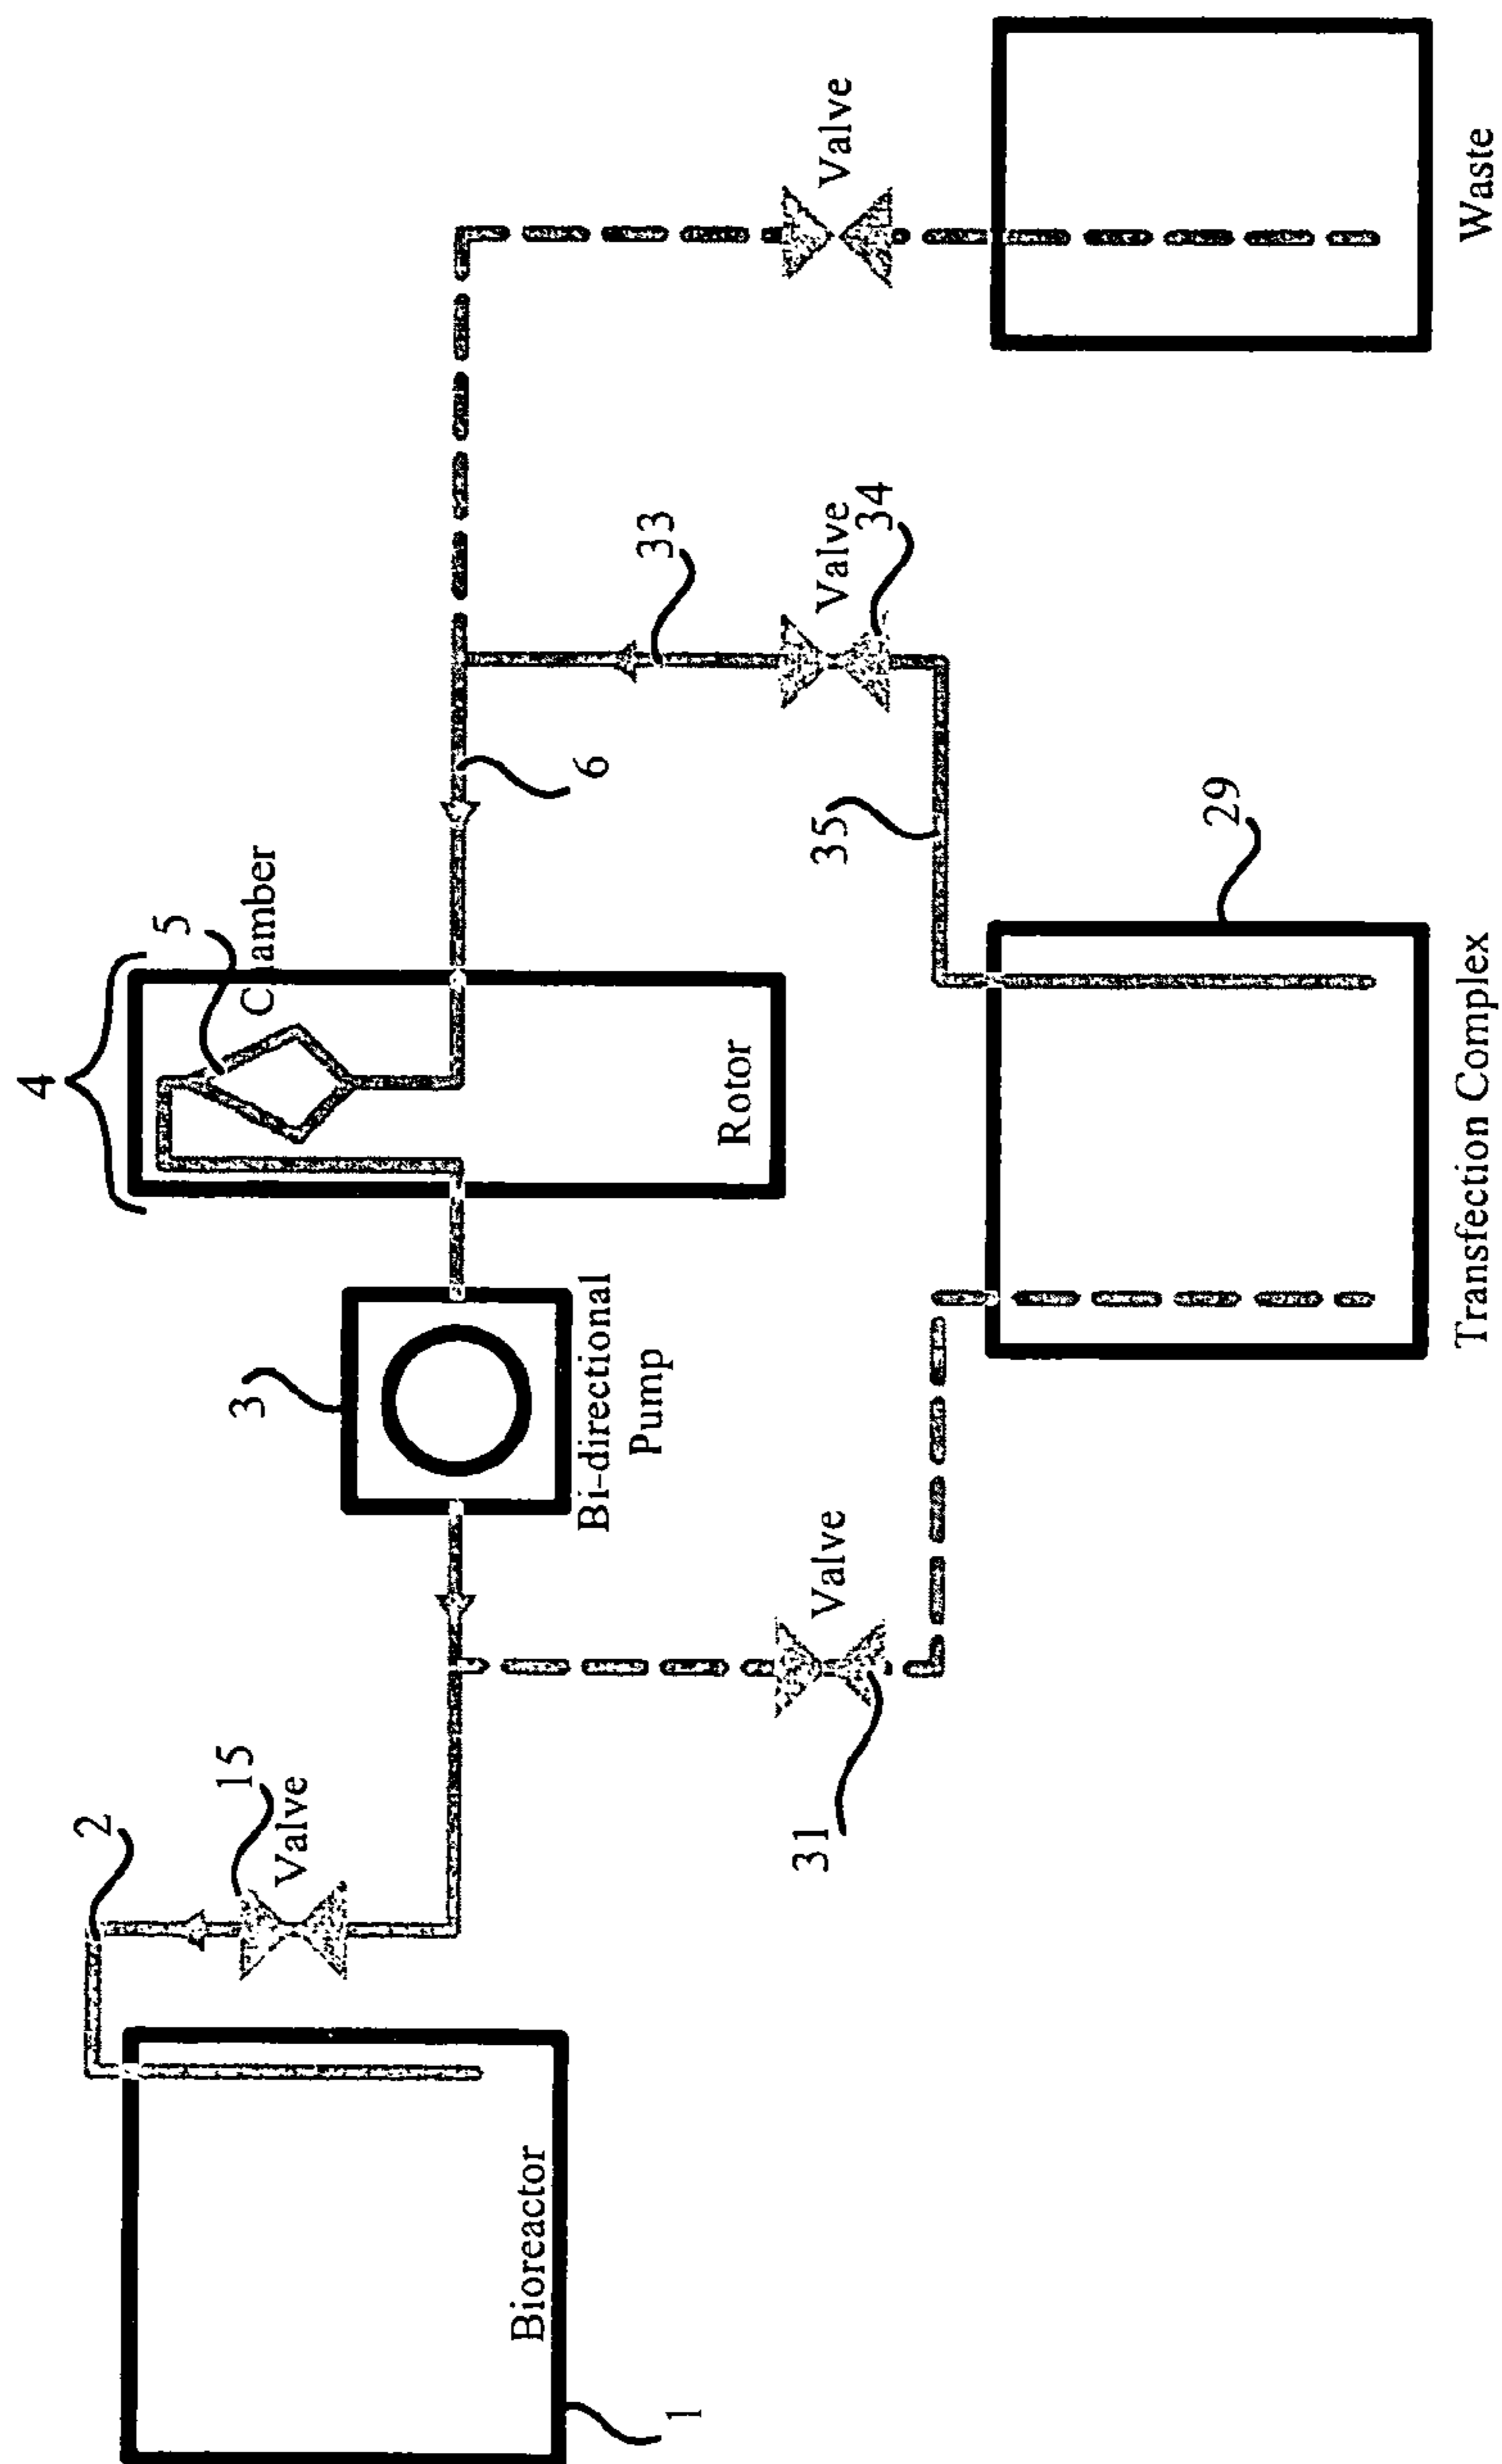 1
Bioreactor
2
15
Valve
3
Bi-directional
Pump
31
Valve
4
5
Chamber
Rotor
6
33
Valve
34
35
29
Transfection Complex
Valve
Waste